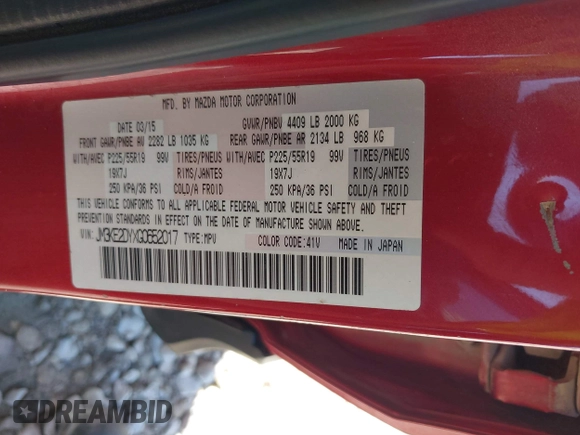 MFD. BY MAZDA MOTOR CORPORATION
DATE 03/15 GVWR/PNBV 4409 LB 2000 KG
FRONT GAWR/PNBE AV 2282 LB 1035 KG REAR GAWR/PNBE AR 2134 LB 968 KG
WITH/AVEC P225/55R19 99V TIRES/PNEUS WITH/AVEC P225/55R19 99V TIRES/PNEUS
19X7J RIMS/JANTES 19X7J RIMS/JANTES
250 KPA/36 PSI COLD/A FROID 250 KPA/36 PSI COLD/A FROID
THIS VEHICLE CONFORMS TO ALL APPLICABLE FEDERAL MOTOR VEHICLE SAFETY AND THEFT
PREVENTION STANDARDS IN EFFECT ON THE DATE OF MANUFACTURE SHOWN ABOVE.
VIN: JM3KE2DYXG0652017 TYPE:MPV COLOR CODE:41V MADE IN JAPAN
DREAMBID